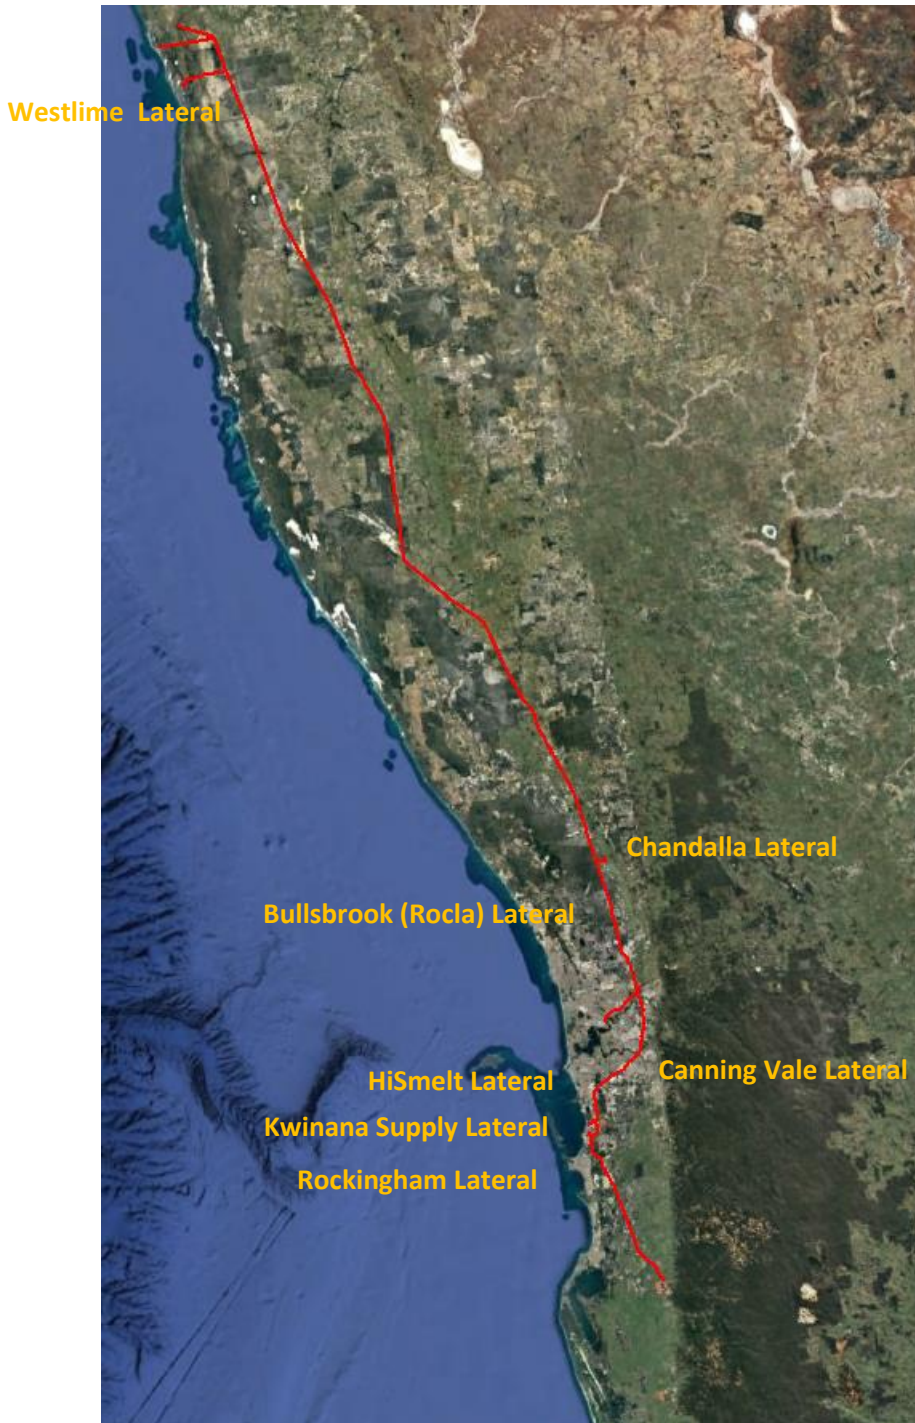 Westlime Lateral
Chandalla Lateral
Bullsbrook (Rocla) Lateral
Canning Vale Lateral
HiSmelt Lateral
Kwinana Supply Lateral
Rockingham Lateral